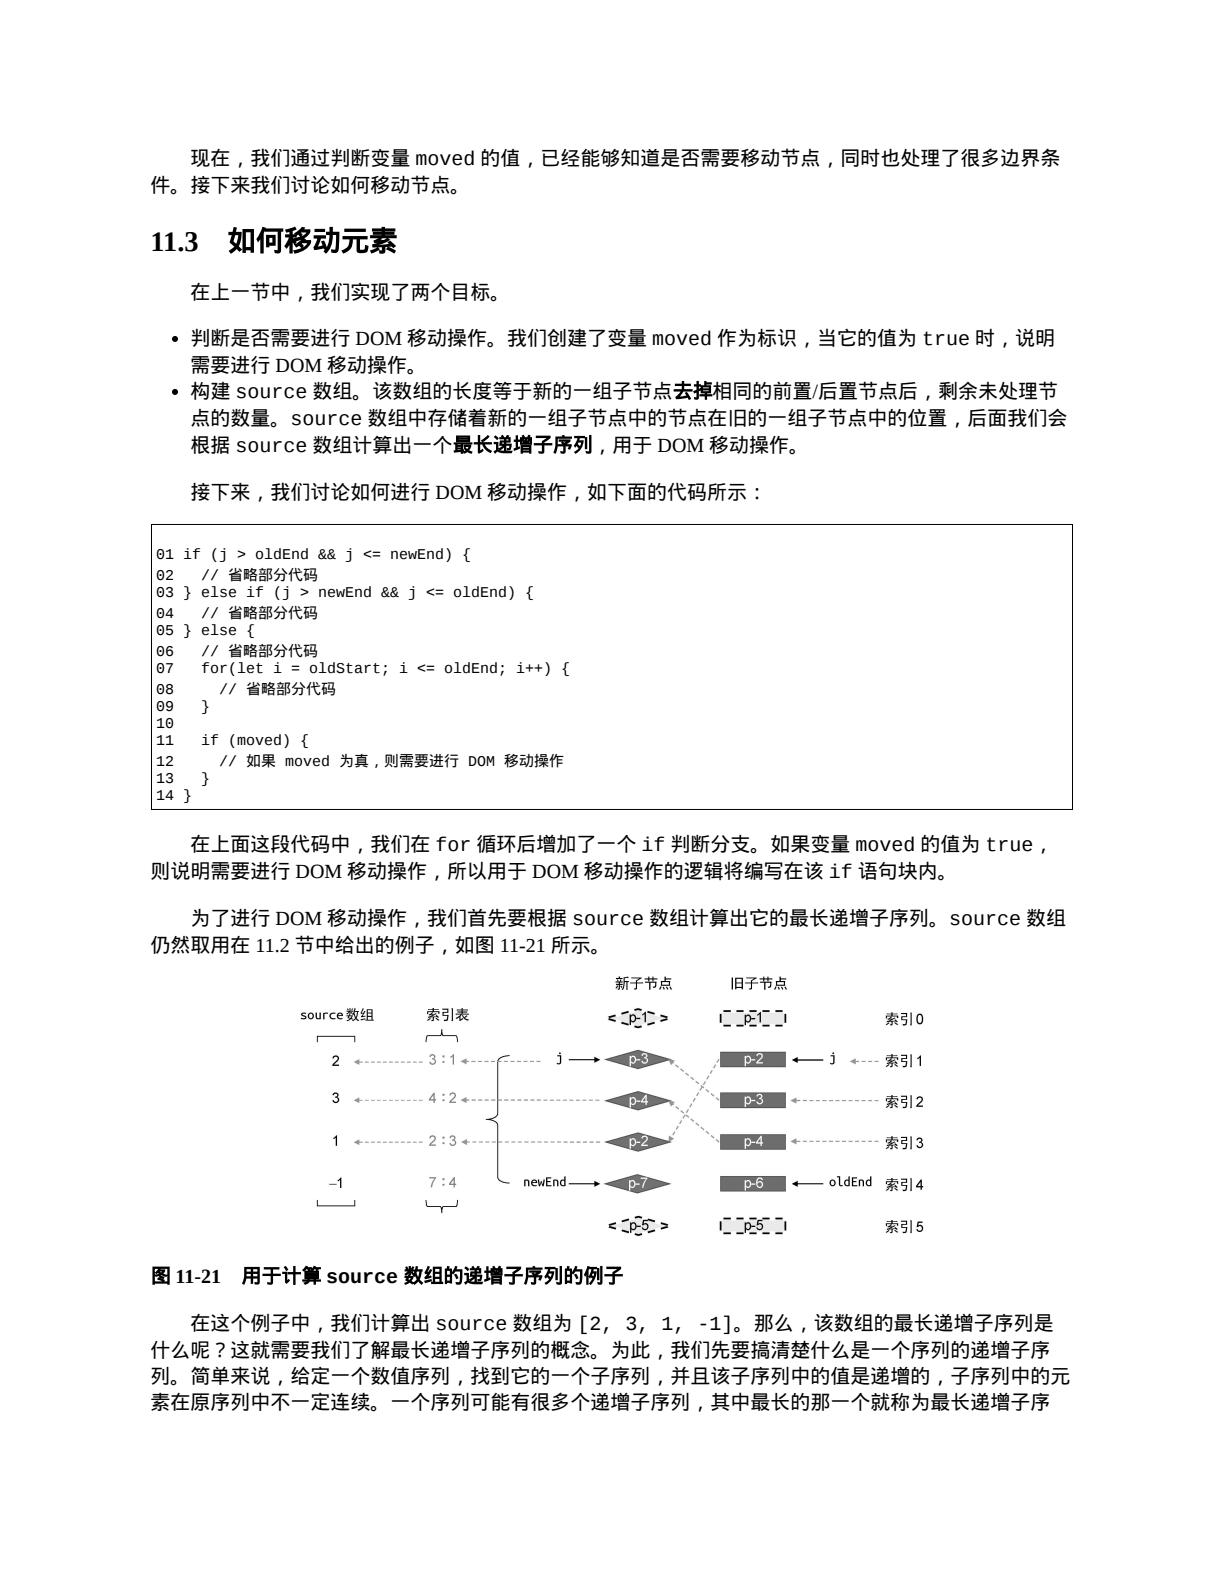 现在，我们通过判断变量 moved 的值，已经能够知道是否需要移动节点，同时也处理了很多边界条
件。接下来我们讨论如何移动节点。
11.3　如何移动元素
在上一节中，我们实现了两个目标。
• 判断是否需要进行 DOM 移动操作。我们创建了变量 moved 作为标识，当它的值为 true 时，说明
需要进行 DOM 移动操作。
• 构建 source 数组。该数组的长度等于新的一组子节点去掉相同的前置/后置节点后，剩余未处理节
点的数量。source 数组中存储着新的一组子节点中的节点在旧的一组子节点中的位置，后面我们会
根据 source 数组计算出一个最长递增子序列，用于 DOM 移动操作。
接下来，我们讨论如何进行 DOM 移动操作，如下面的代码所示：
01 if (j > oldEnd && j <= newEnd) {
02   // 省略部分代码
03 } else if (j > newEnd && j <= oldEnd) {
04   // 省略部分代码
05 } else {
06   // 省略部分代码
07   for(let i = oldStart; i <= oldEnd; i++) {
08     // 省略部分代码
09   }
10
11   if (moved) {
12     // 如果 moved 为真，则需要进行 DOM 移动操作
13   }
14 }
在上面这段代码中，我们在 for 循环后增加了一个 if 判断分支。如果变量 moved 的值为 true，
则说明需要进行 DOM 移动操作，所以用于 DOM 移动操作的逻辑将编写在该 if 语句块内。
为了进行 DOM 移动操作，我们首先要根据 source 数组计算出它的最长递增子序列。source 数组
仍然取用在 11.2 节中给出的例子，如图 11-21 所示。
新子节点 旧子节点
source数组 索引表 p-1 p-1 索引0
2 3:1 j p-3 p-2 j 索引1
3 4:2 p-4 p-3 索引2
1 2:3 p-2 p-4 索引3
−1 7:4 newEnd p-7 p-6 oldEnd 索引4
p-5 p-5 索引5
图 11-21　用于计算 source 数组的递增子序列的例子
在这个例子中，我们计算出 source 数组为 [2, 3, 1, -1]。那么，该数组的最长递增子序列是
什么呢？这就需要我们了解最长递增子序列的概念。为此，我们先要搞清楚什么是一个序列的递增子序
列。简单来说，给定一个数值序列，找到它的一个子序列，并且该子序列中的值是递增的，子序列中的元
素在原序列中不一定连续。一个序列可能有很多个递增子序列，其中最长的那一个就称为最长递增子序